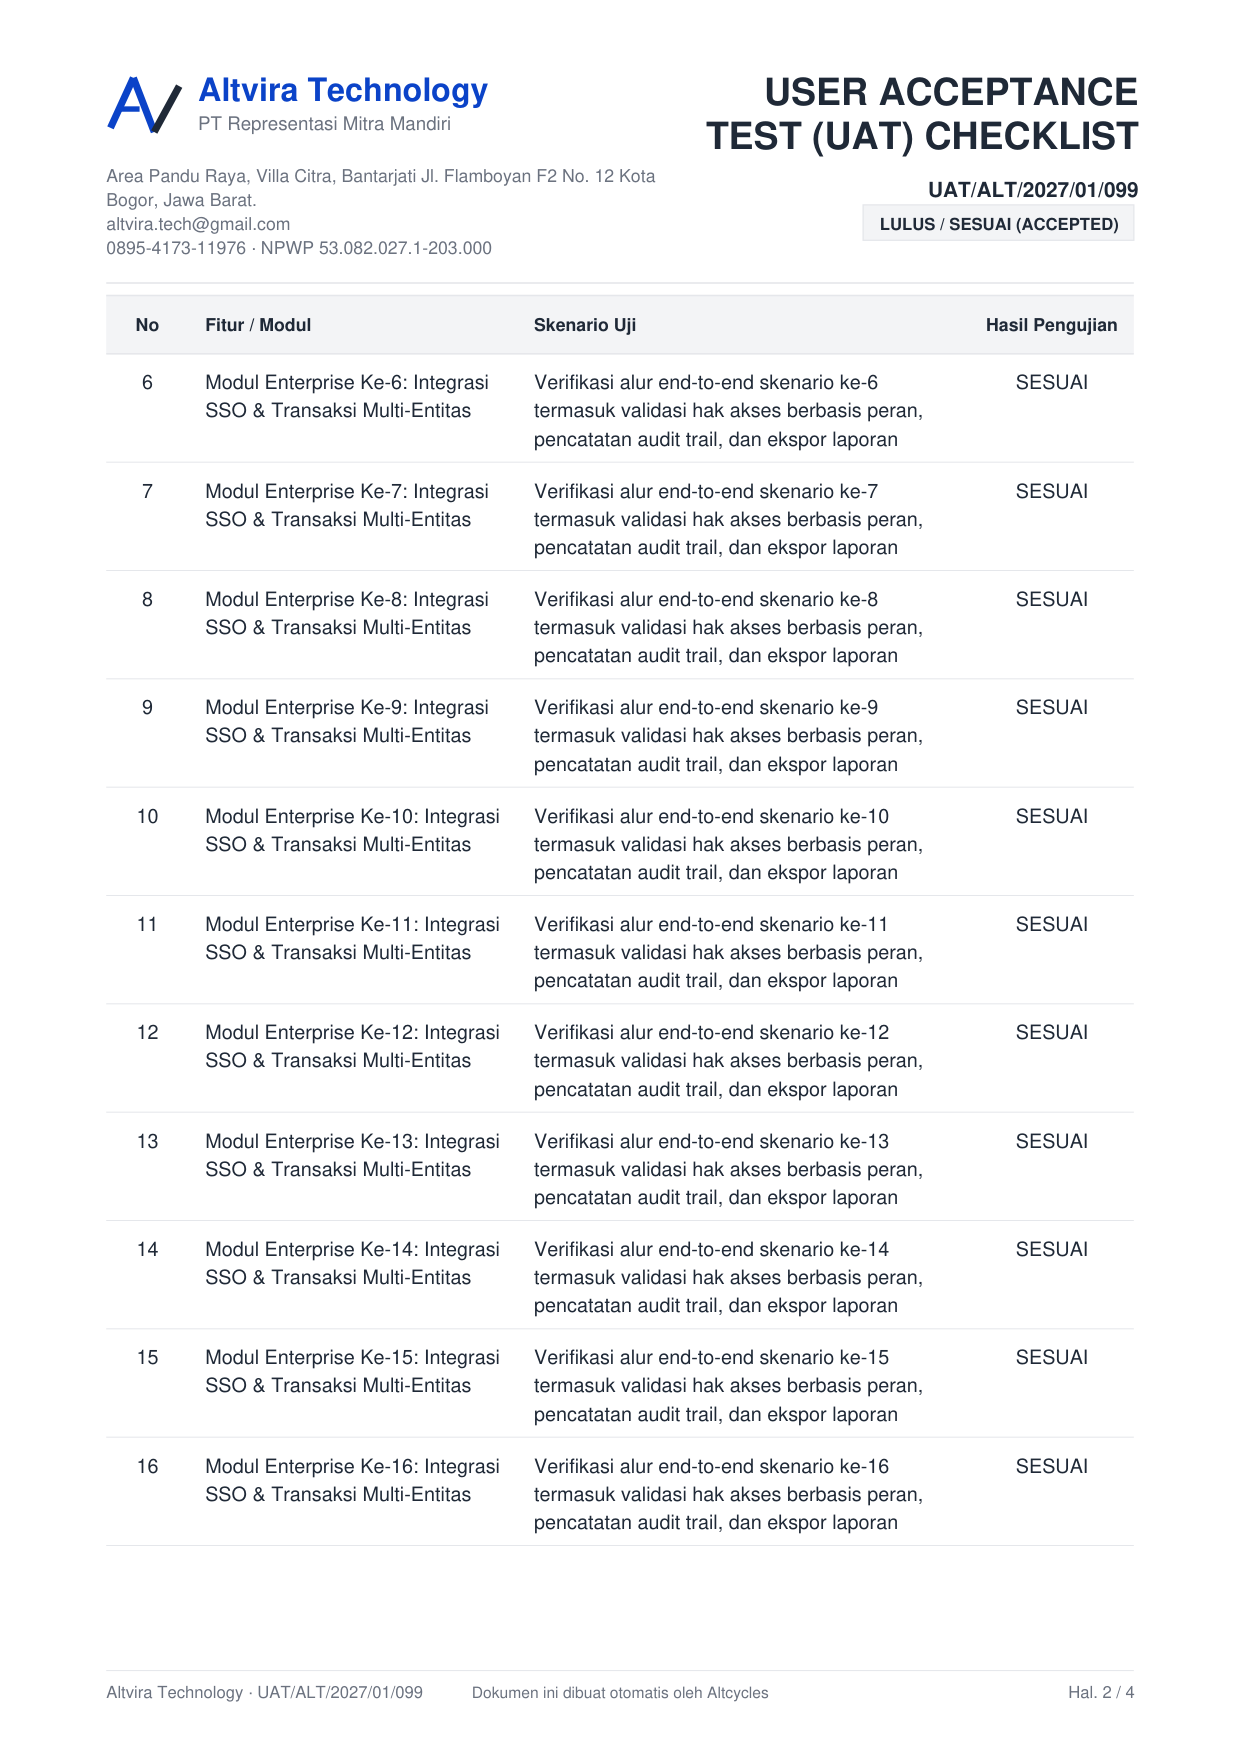 Altvira Technology
PT Representasi Mitra Mandiri
Area Pandu Raya, Villa Citra, Bantarjati Jl. Flamboyan F2 No. 12 Kota
Bogor, Jawa Barat.
altvira.tech@gmail.com
0895-4173-11976 · NPWP 53.082.027.1-203.000
USER ACCEPTANCE
TEST (UAT) CHECKLIST
UAT/ALT/2027/01/099
LULUS / SESUAI (ACCEPTED)
No Fitur / Modul Skenario Uji Hasil Pengujian
6 Modul Enterprise Ke-6: Integrasi Verifikasi alur end-to-end skenario ke-6 SESUAI
SSO & Transaksi Multi-Entitas termasuk validasi hak akses berbasis peran,
pencatatan audit trail, dan ekspor laporan
7 Modul Enterprise Ke-7: Integrasi Verifikasi alur end-to-end skenario ke-7 SESUAI
SSO & Transaksi Multi-Entitas termasuk validasi hak akses berbasis peran,
pencatatan audit trail, dan ekspor laporan
8 Modul Enterprise Ke-8: Integrasi Verifikasi alur end-to-end skenario ke-8 SESUAI
SSO & Transaksi Multi-Entitas termasuk validasi hak akses berbasis peran,
pencatatan audit trail, dan ekspor laporan
9 Modul Enterprise Ke-9: Integrasi Verifikasi alur end-to-end skenario ke-9 SESUAI
SSO & Transaksi Multi-Entitas termasuk validasi hak akses berbasis peran,
pencatatan audit trail, dan ekspor laporan
10 Modul Enterprise Ke-10: Integrasi Verifikasi alur end-to-end skenario ke-10 SESUAI
SSO & Transaksi Multi-Entitas termasuk validasi hak akses berbasis peran,
pencatatan audit trail, dan ekspor laporan
11 Modul Enterprise Ke-11: Integrasi Verifikasi alur end-to-end skenario ke-11 SESUAI
SSO & Transaksi Multi-Entitas termasuk validasi hak akses berbasis peran,
pencatatan audit trail, dan ekspor laporan
12 Modul Enterprise Ke-12: Integrasi Verifikasi alur end-to-end skenario ke-12 SESUAI
SSO & Transaksi Multi-Entitas termasuk validasi hak akses berbasis peran,
pencatatan audit trail, dan ekspor laporan
13 Modul Enterprise Ke-13: Integrasi Verifikasi alur end-to-end skenario ke-13 SESUAI
SSO & Transaksi Multi-Entitas termasuk validasi hak akses berbasis peran,
pencatatan audit trail, dan ekspor laporan
14 Modul Enterprise Ke-14: Integrasi Verifikasi alur end-to-end skenario ke-14 SESUAI
SSO & Transaksi Multi-Entitas termasuk validasi hak akses berbasis peran,
pencatatan audit trail, dan ekspor laporan
15 Modul Enterprise Ke-15: Integrasi Verifikasi alur end-to-end skenario ke-15 SESUAI
SSO & Transaksi Multi-Entitas termasuk validasi hak akses berbasis peran,
pencatatan audit trail, dan ekspor laporan
16 Modul Enterprise Ke-16: Integrasi Verifikasi alur end-to-end skenario ke-16 SESUAI
SSO & Transaksi Multi-Entitas termasuk validasi hak akses berbasis peran,
pencatatan audit trail, dan ekspor laporan
Altvira Technology · UAT/ALT/2027/01/099 Dokumen ini dibuat otomatis oleh Altcycles Hal. 2 / 4